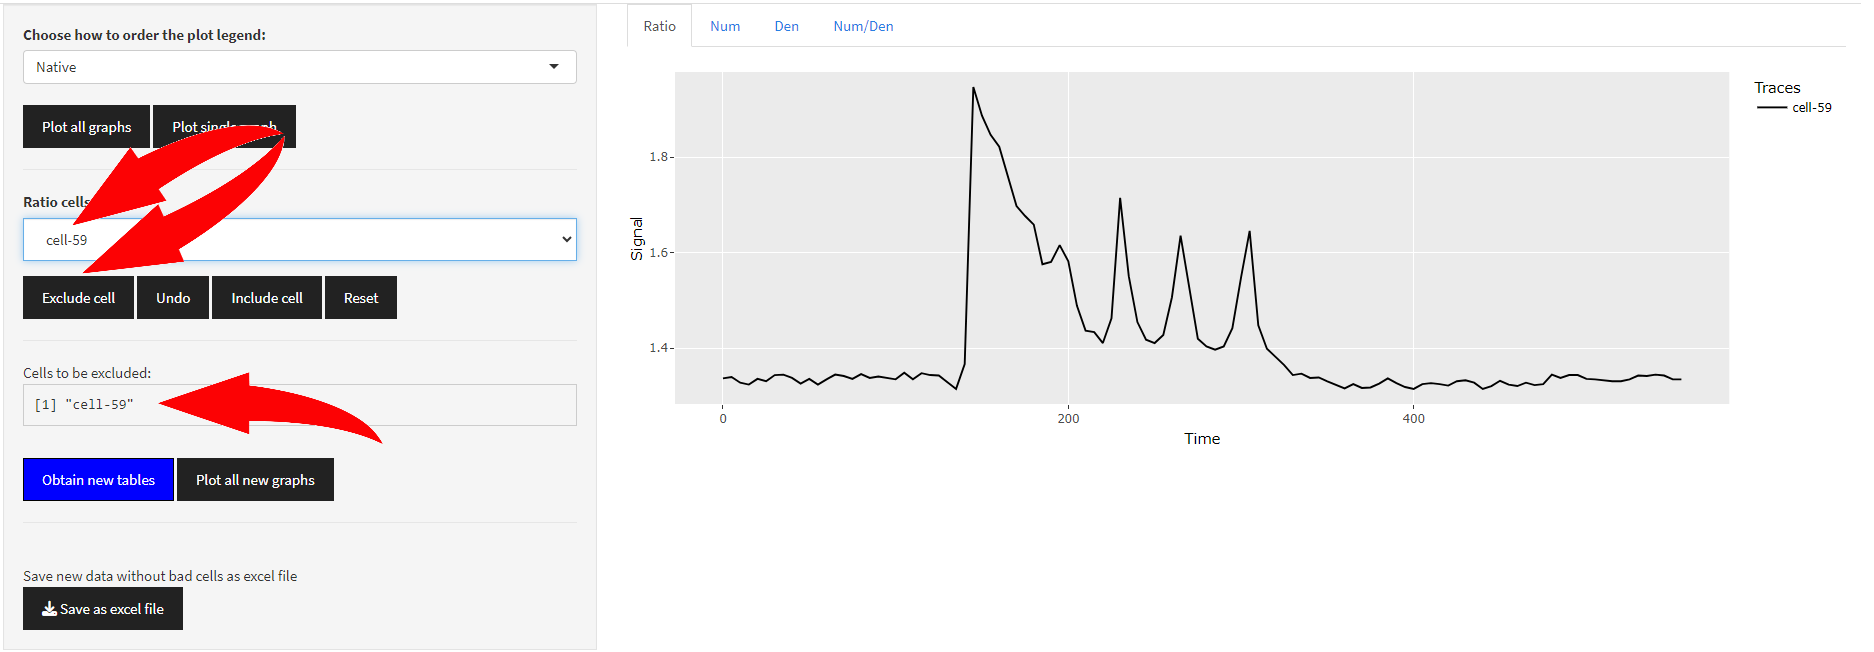 Choose how to order the plot legend:
Native
Plot all graphs
Plot single graph
Ratio cells
cell-59
Exclude cell
Undo
Include cell
Reset
Cells to be excluded:
[1] "cell-59"
Obtain new tables
Plot all new graphs
Save new data without bad cells as excel file
Save as excel file
Ratio
Num
Den
Num/Den
Traces
cell-59
Signal
1.8
1.6
1.4
0
200
400
Time